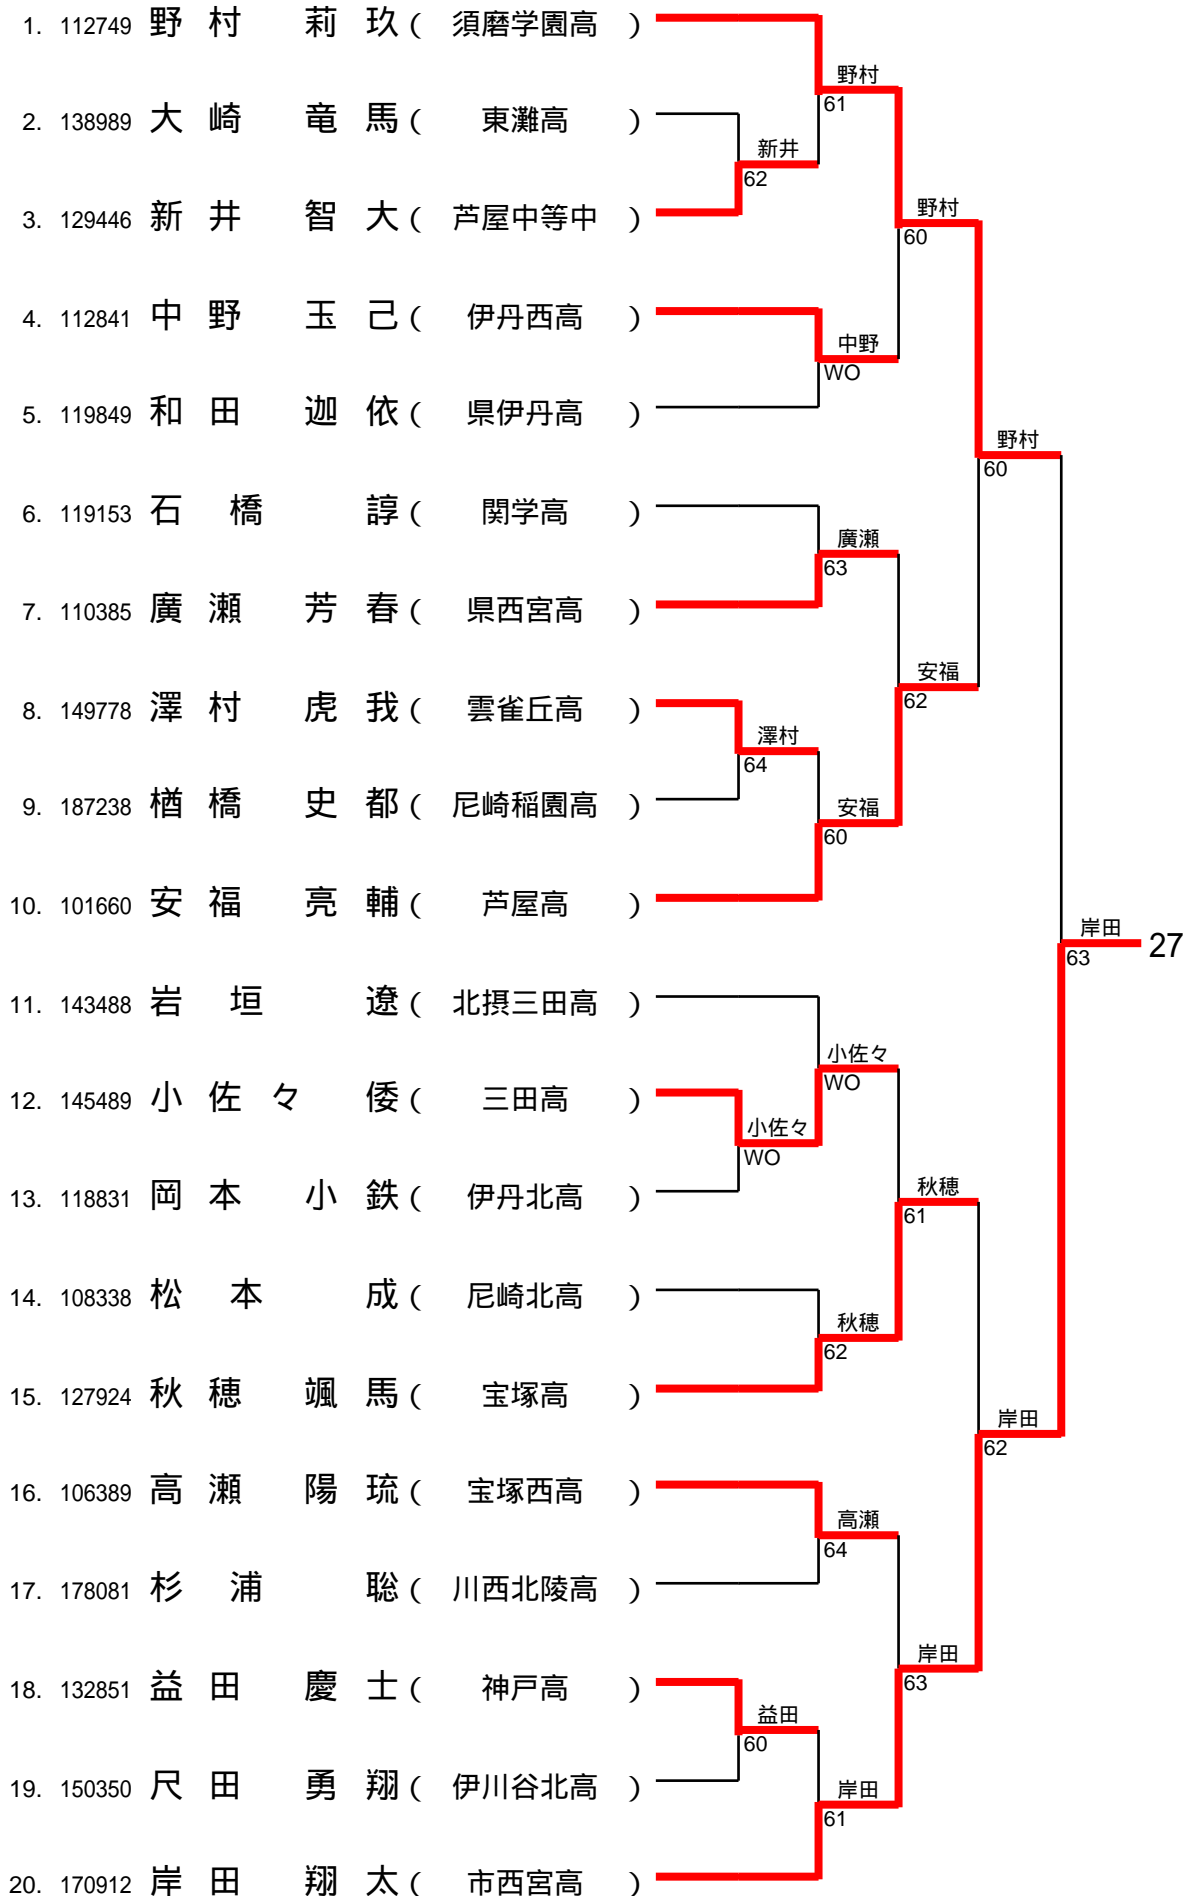 1. 112749 野村 莉玖 ( 須磨学園高 )
野村
61
2. 138989 大崎 竜馬 ( 東灘高 )
新井
62
3. 129446 新井 智大 ( 芦屋中等中 )
野村
60
4. 112841 中野 玉己 ( 伊丹西高 )
中野
WO
5. 119849 和田 迦依 ( 県伊丹高 )
野村
60
6. 119153 石橋 諄 ( 関学高 )
廣瀬
63
7. 110385 廣瀬 芳春 ( 県西宮高 )
安福
62
8. 149778 澤村 虎我 ( 雲雀丘高 )
澤村
64
9. 187238 楢橋 史都 ( 尼崎稲園高 )
安福
60
10. 101660 安福 亮輔 ( 芦屋高 )
岸田
63
27
11. 143488 岩垣 遼 ( 北摂三田高 )
小佐々
WO
12. 145489 小佐々 倭 ( 三田高 )
小佐々
WO
13. 118831 岡本 小鉄 ( 伊丹北高 )
秋穂
61
14. 108338 松本 成 ( 尼崎北高 )
秋穂
62
15. 127924 秋穂 颯馬 ( 宝塚高 )
岸田
62
16. 106389 高瀬 陽琉 ( 宝塚西高 )
高瀬
64
17. 178081 杉浦 聡 ( 川西北陵高 )
岸田
63
18. 132851 益田 慶士 ( 神戸高 )
益田
60
19. 150350 尺田 勇翔 ( 伊川谷北高 )
岸田
61
20. 170912 岸田 翔太 ( 市西宮高 )